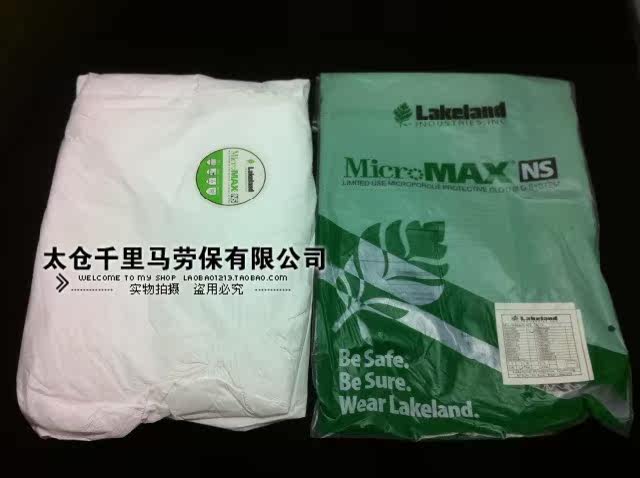 Lakeland
MicroMAX NS
太仓千里马劳保有限公司
WELCOME TO MY SHOP LAOBAO1213.TAOBAO.COM
实物拍摄 盗用必究
Lakeland
INDUSTRIES, INC
MicroMAX NS
LIMITED USE MICROPOROUS PROTECTIVE CLOTHING SYSTEM
Lakeland
Be Safe.
Be Sure.
Wear Lakeland.